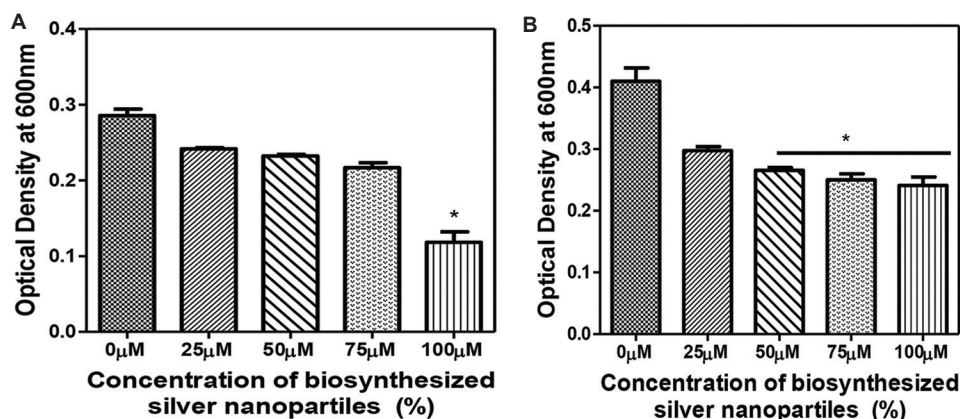 A
Optical Density at 600nm
0.4
0.3
0.2
0.1
0.0
*
0μM 25μM 50μM 75μM 100μM
Concentration of biosynthesized
silver nanopartiles (%)
B
Optical Density at 600nm
0.5
0.4
0.3
0.2
0.1
0.0
*
0μM 25μM 50μM 75μM 100μM
Concentration of biosynthesized
silver nanopartiles (%)